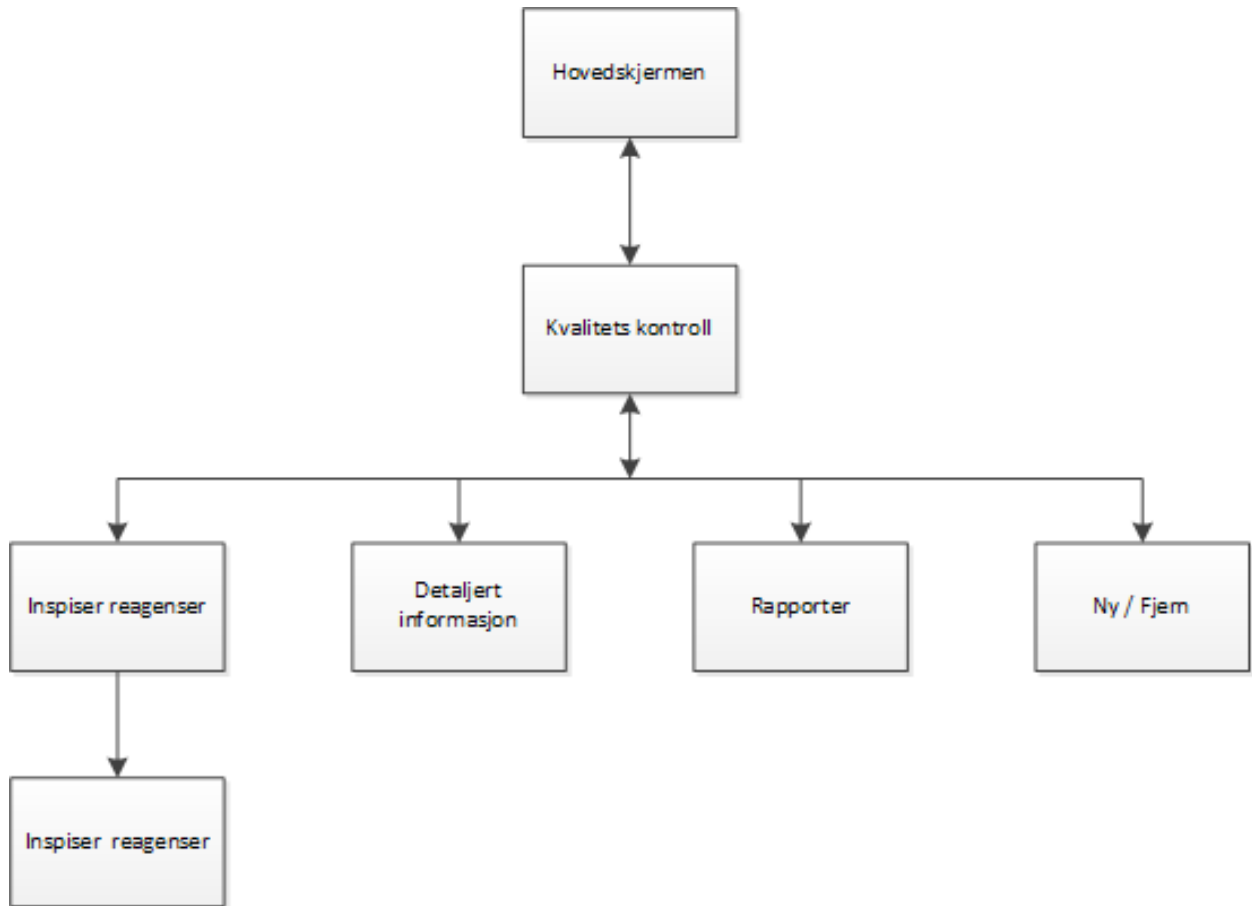 Hovedskjermen
Kvalitets kontroll
Inspiser reagenser
Detaljert
informasjon
Rapporter
Ny / Fjern
Inspiser reagenser